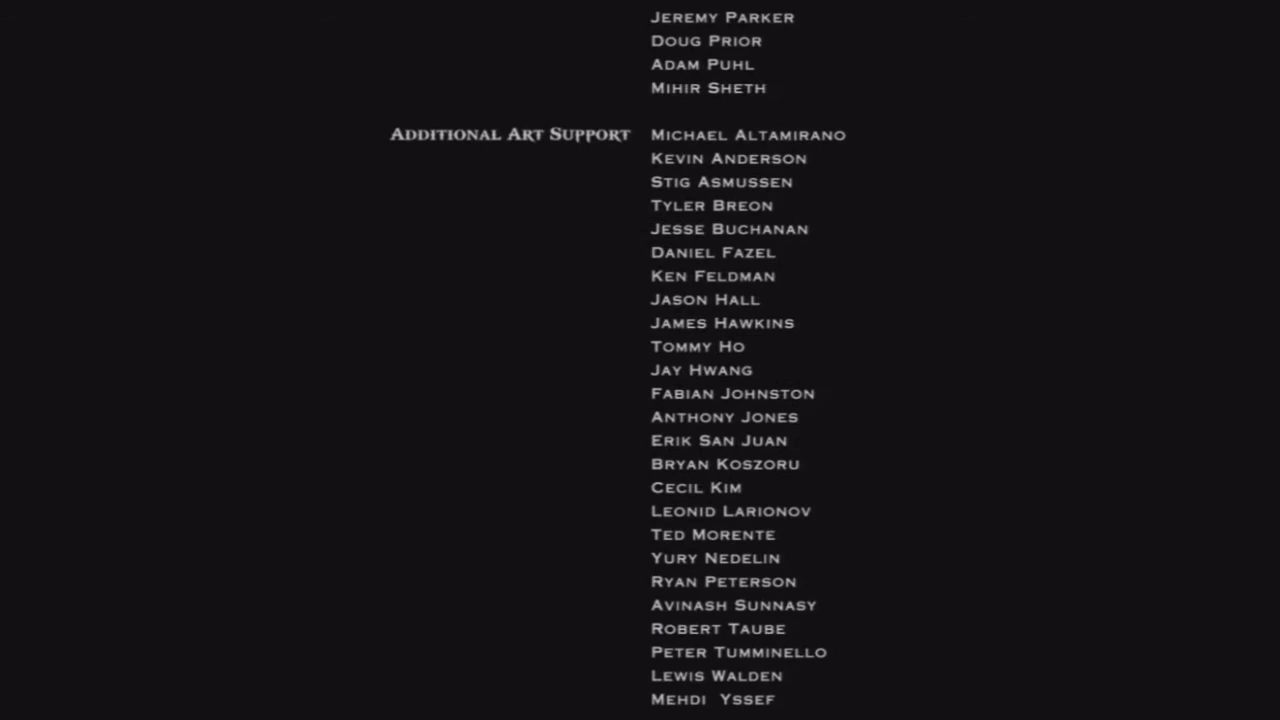 Jeremy Parker
Doug Prior
Adam Puhl
Mihir Sheth
Additional Art Support Michael Altamirano
Kevin Anderson
Stig Asmussen
Tyler Breon
Jesse Buchanan
Daniel Fazel
Ken Feldman
Jason Hall
James Hawkins
Tommy Ho
Jay Hwang
Fabian Johnston
Anthony Jones
Erik San Juan
Bryan Koszoru
Cecil Kim
Leonid Larionov
Ted Morente
Yury Nedelin
Ryan Peterson
Avinash Sunnasy
Robert Taube
Peter Tumminello
Lewis Walden
Mehdi Yssef